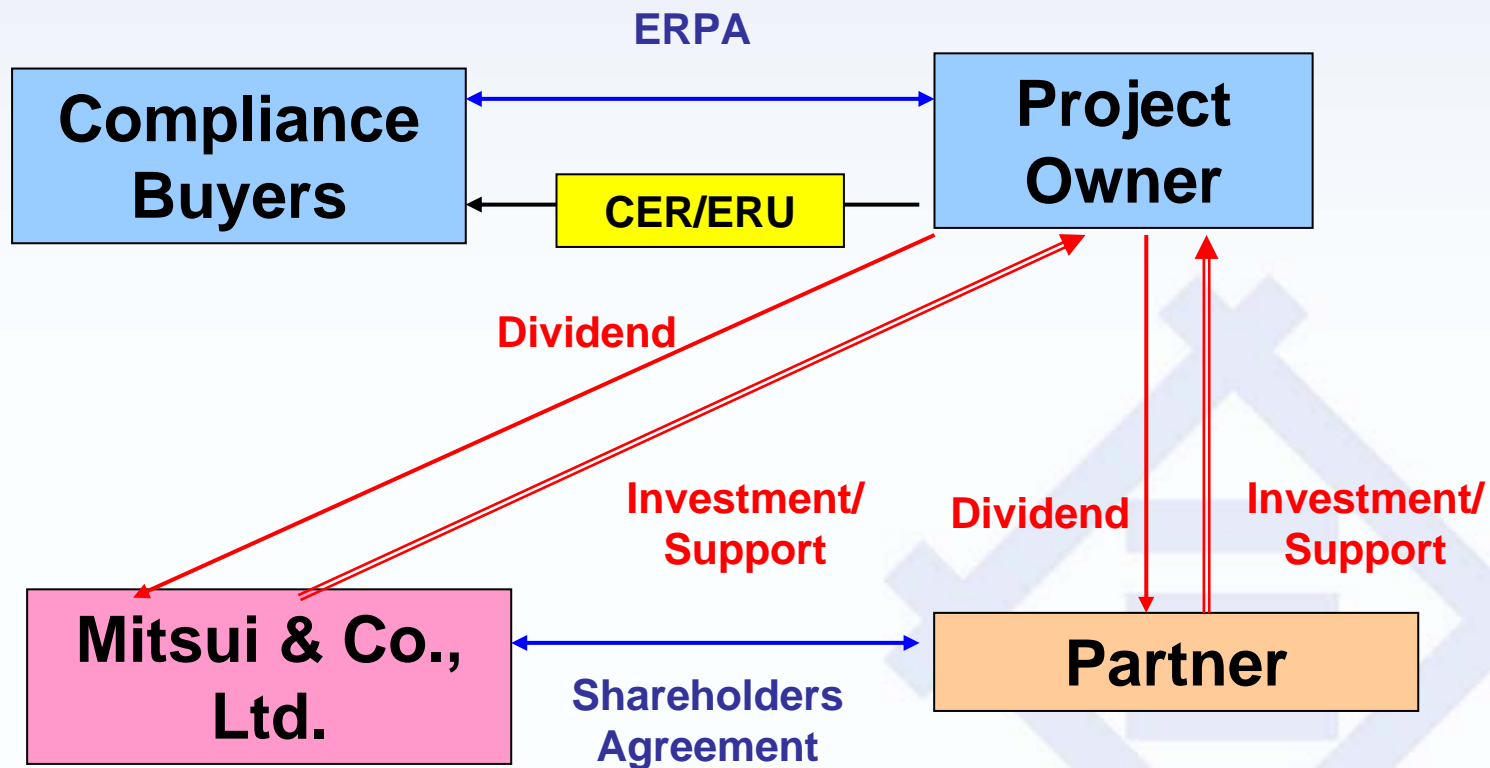 ERPA
Compliance
Buyers
Project
Owner
CER/ERU
Dividend
Investment/
Support
Dividend
Investment/
Support
Mitsui & Co.,
Ltd.
Shareholders
Agreement
Partner